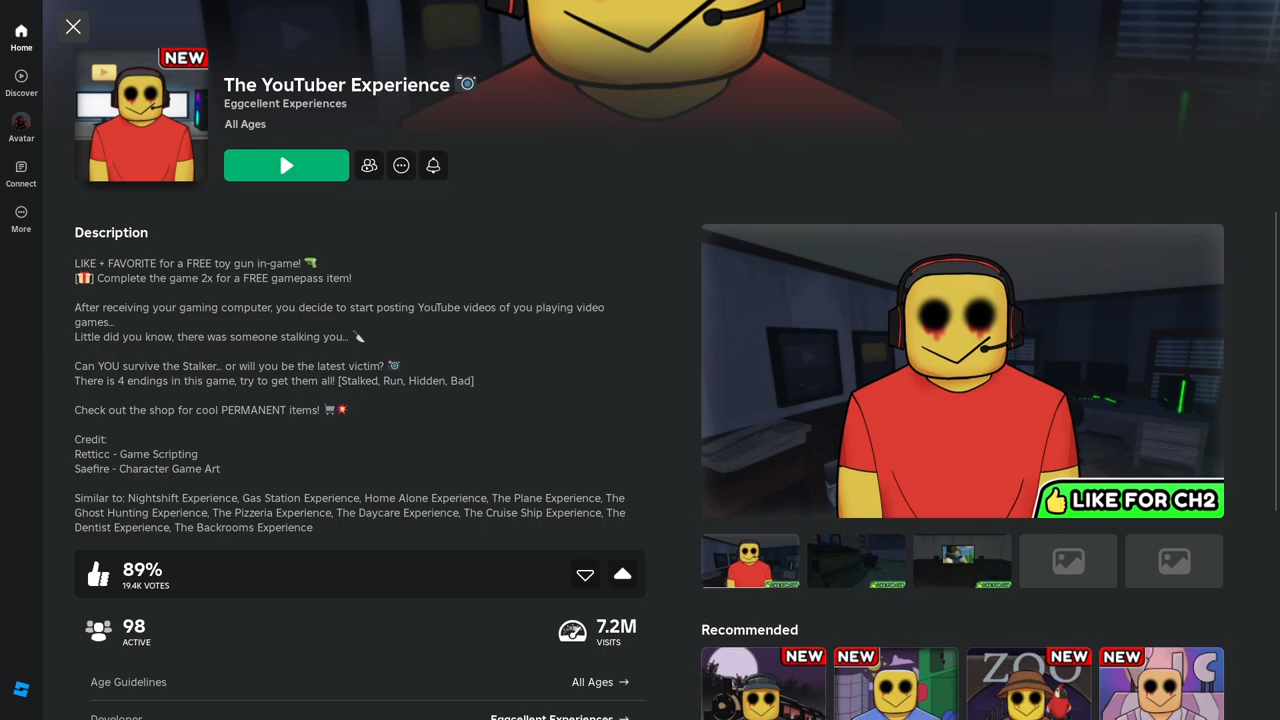 Home
Discover
Avatar
Connect
More
NEW
The YouTuber Experience
Eggcellent Experiences
All Ages
Description
LIKE + FAVORITE for a FREE toy gun in-game!
[🎁] Complete the game 2x for a FREE gamepass item!
After receiving your gaming computer, you decide to start posting YouTube videos of you playing video
games...
Little did you know, there was someone stalking you...
Can YOU survive the Stalker... or will you be the latest victim?
There is 4 endings in this game, try to get them all! [Stalked, Run, Hidden, Bad]
Check out the shop for cool PERMANENT items!
Credit:
Retticc - Game Scripting
Saefire - Character Game Art
Similar to: Nightshift Experience, Gas Station Experience, Home Alone Experience, The Plane Experience, The
Ghost Hunting Experience, The Pizzeria Experience, The Daycare Experience, The Cruise Ship Experience, The
Dentist Experience, The Backrooms Experience
89%
19.4K VOTES
98
ACTIVE
7.2M
VISITS
Age Guidelines
All Ages →
Developer
Eggcellent Experiences →
LIKE FOR CH2
Recommended
NEW
NEW
ZOO
NEW
NEW